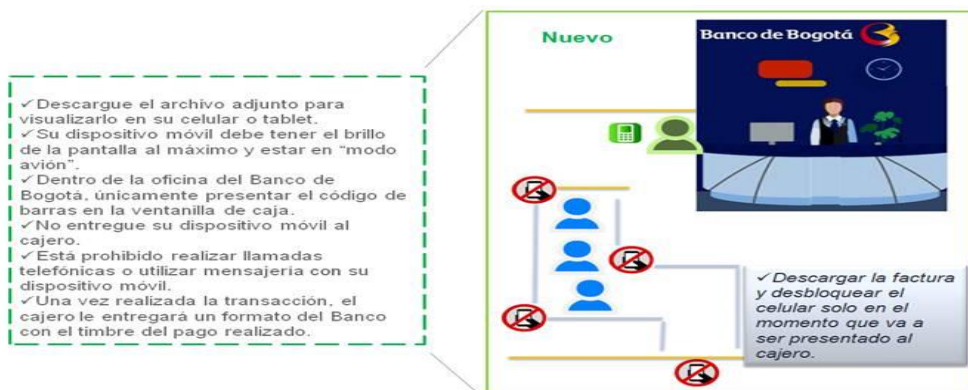 ✓Descargue el archivo adjunto para
visualizarlo en su celular o tablet.
✓Su dispositivo móvil debe tener el brillo
de la pantalla al máximo y estar en “modo
avión”.
✓Dentro de la oficina del Banco de
Bogotá, únicamente presentar el código de
barras en la ventanilla de caja.
✓No entregue su dispositivo móvil al
cajero.
✓Está prohibido realizar llamadas
telefónicas o utilizar mensajería con su
dispositivo móvil.
✓Una vez realizada la transacción, el
cajero le entregará un formato del Banco
con el timbre del pago realizado.
Nuevo
Banco de Bogotá
✓Descargar la factura
y desbloquear el
celular solo en el
momento que va a
ser presentado al
cajero.